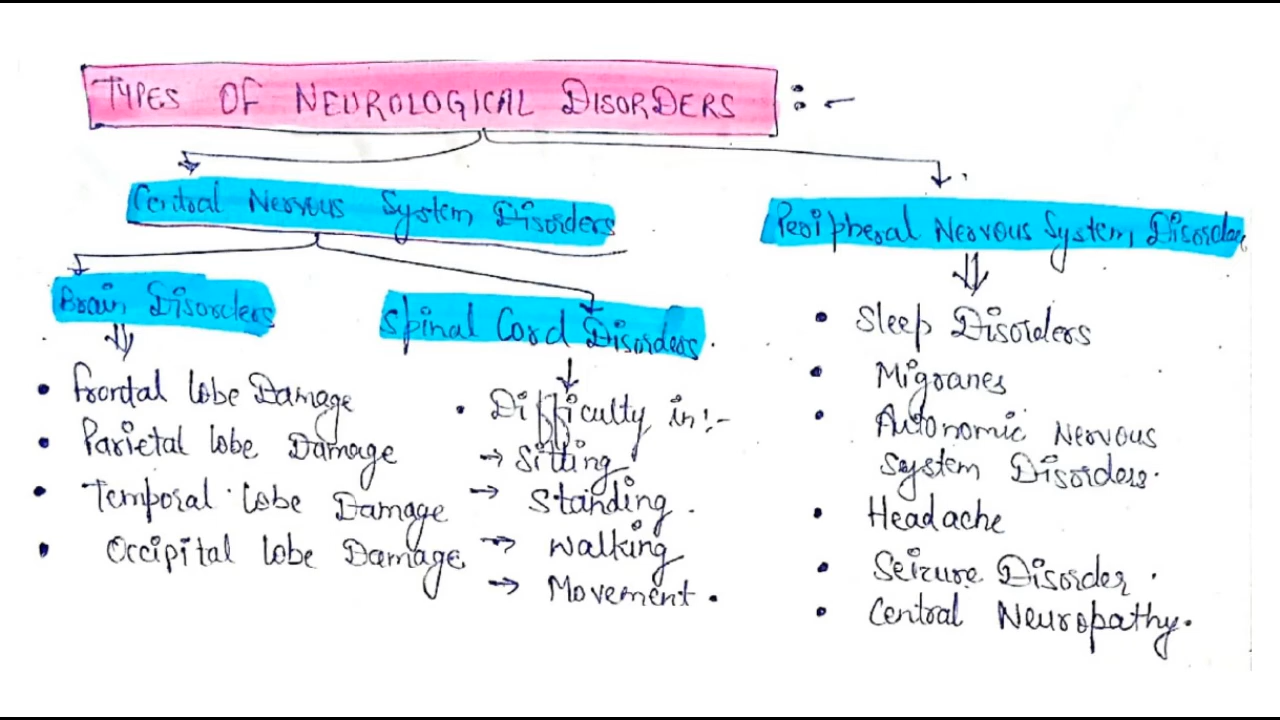 TYPES OF NEUROLOGICAL DISORDERS :-
Central Nervous System Disorders
Peripheral Nervous System Disorder
Brain Disorders
Spinal Cord Disorders.
• Frontal lobe Damage
• Parietal lobe Damage
• Temporal lobe Damage
• Occipital lobe Damage
• Difficulty in:-
→ Sitting
→ Standing.
→ Walking
→ Movement.
• Sleep Disorders
• Migranes
• Autonomic Nervous
System Disorders.
• Headache
• Seizure Disorder.
• Central Neuropathy.